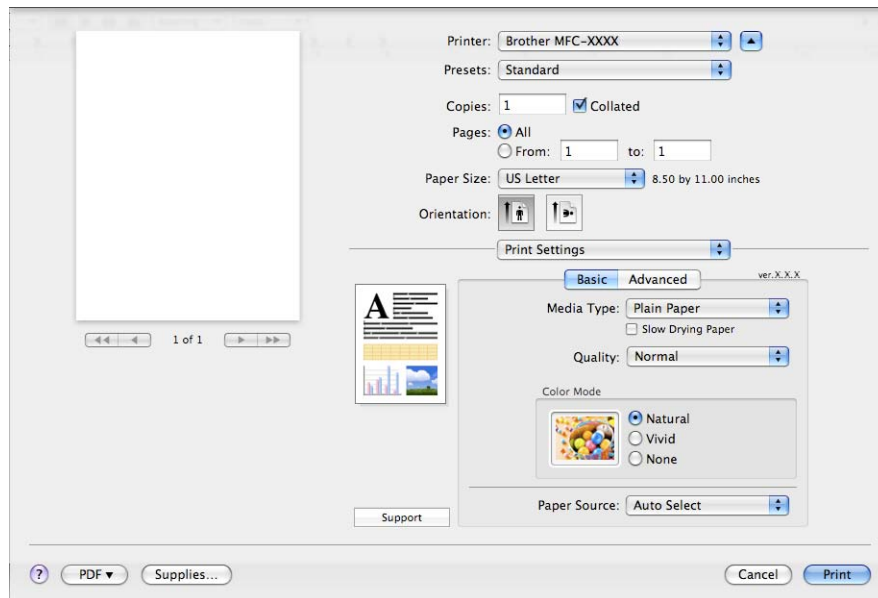 Printer: Brother MFC-XXXX
Presets: Standard
Copies: 1 Collated
Pages: All
From: 1 to: 1
Paper Size: US Letter 8.50 by 11.00 inches
Orientation:
Print Settings
Basic Advanced ver.X.X.X
A
Media Type: Plain Paper
Slow Drying Paper
1 of 1
Quality: Normal
Color Mode
Natural
Vivid
None
Paper Source: Auto Select
Support
? PDF▼ Supplies... Cancel Print